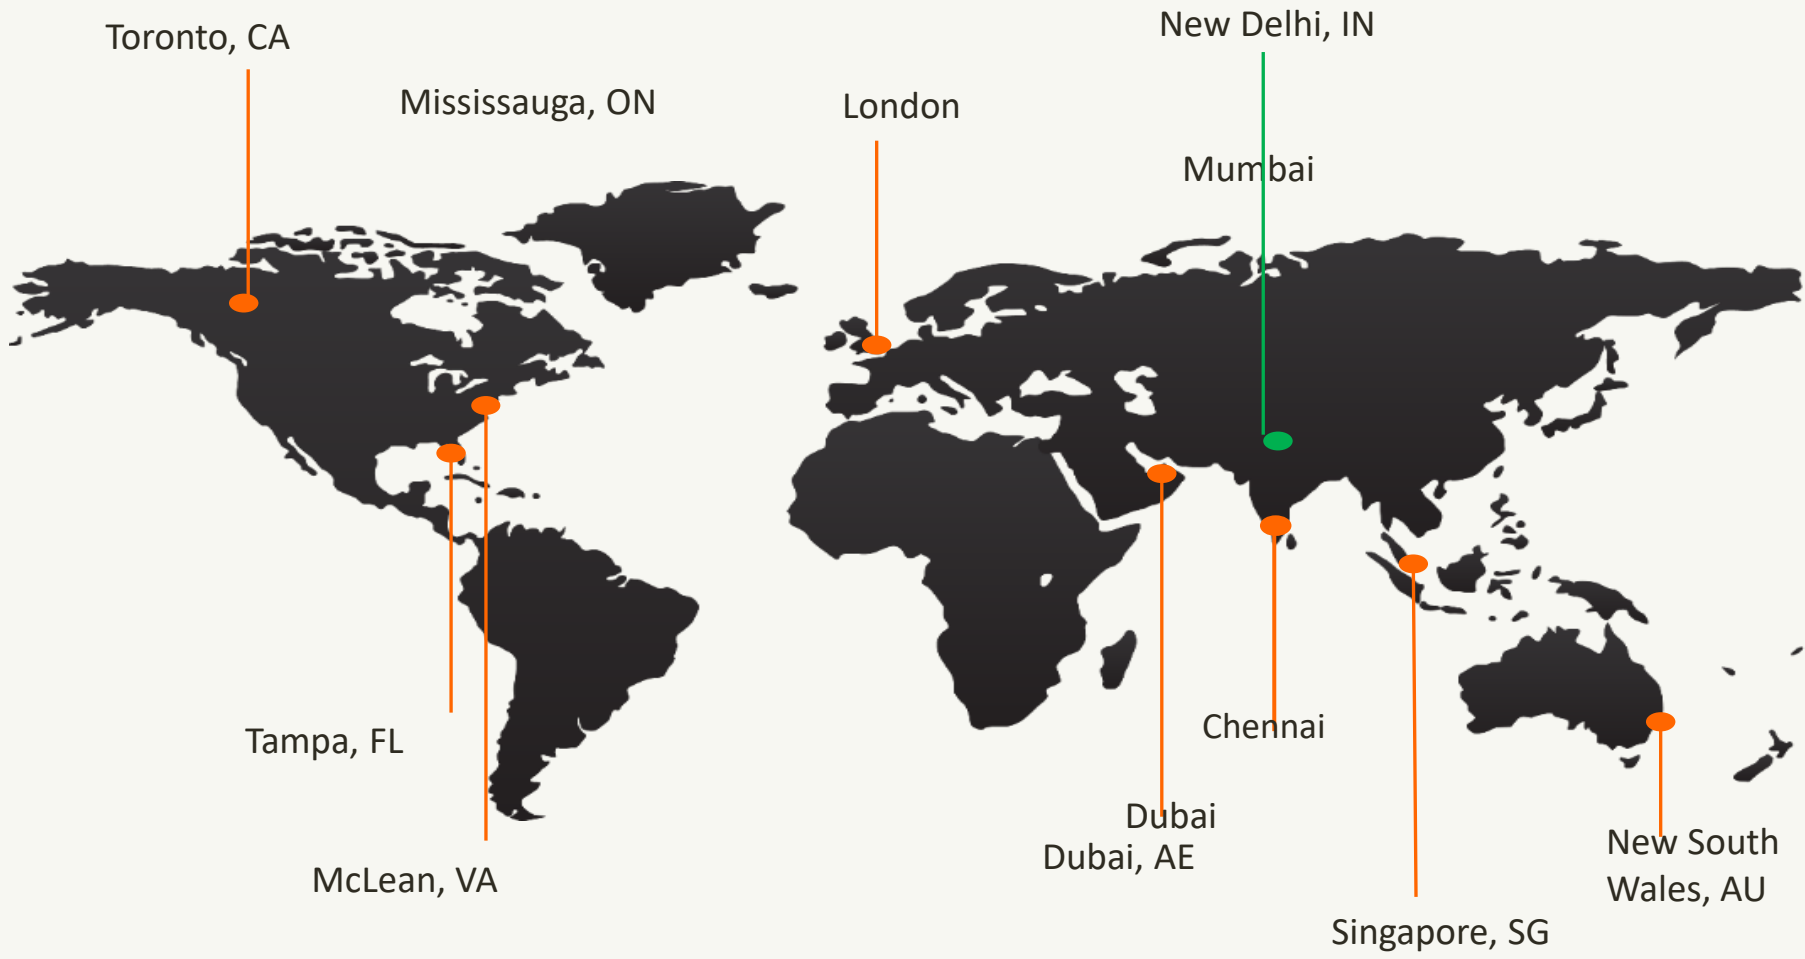 Toronto, CA
New Delhi, IN
Mississauga, ON
London
Mumbai
Tampa, FL
Chennai
Dubai
Dubai, AE
McLean, VA
New South
Wales, AU
Singapore, SG